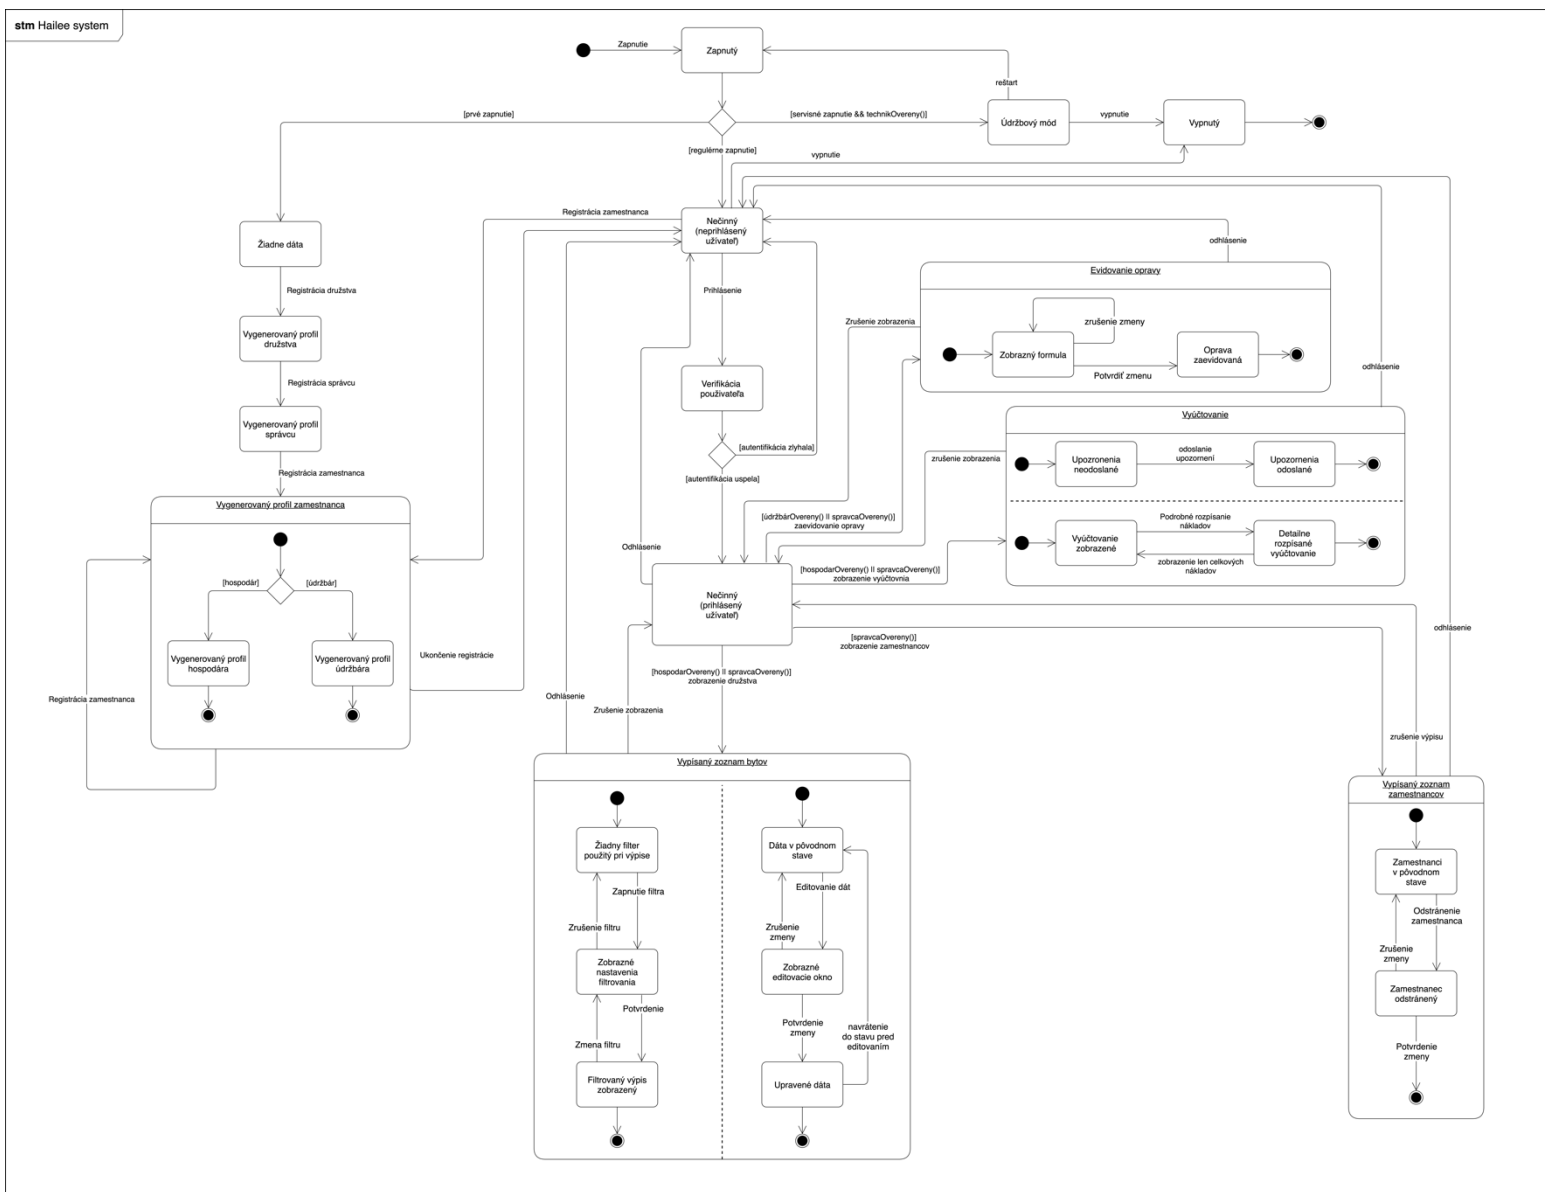 stm Hailee system
Zapnutie
Zapnutý
reštart
[prvé zapnutie]
[servisné zapnutie && technikOvereny()]
Údržbový mód
vypnutie
Vypnutý
[regulérne zapnutie]
vypnutie
Registrácia zamestnanca
Nečinný
(neprihlásený
užívateľ)
odhlásenie
Žiadne dáta
Evidovanie opravy
Registrácia družstva
Prihlásenie
Zrušenie zobrazenia
zrušenie zmeny
Vygenerovaný profil
družstva
Zobrazný formula
Oprava
zaevidovaná
Potvrdiť zmenu
odhlásenie
Registrácia správcu
Verifikácia
použivateľa
Vygenerovaný profil
správcu
Vyúčtovanie
[autentifikácia zlyhala]
zrušenie zobrazenia
Upozronenia
neodoslané
odoslanie
upozornení
Upozornenia
odoslané
Registrácia zamestnanca
[autentifikácia uspela]
Vygenerovaný profil zamestnanca
[údržbárOvereny() || spravcaOvereny()]
zaevidovanie opravy
Podrobné rozpísanie
nákladov
Vyúčtovanie
zobrazené
Detailne
rozpísané
vyúčtovanie
zobrazenie len celkových
nákladov
Odhlásenie
[hospodarOvereny() || spravcaOvereny()]
zobrazenie vyúčtovnia
[hospodár]
[údržbár]
Nečinný
(prihlásený
užívateľ)
odhlásenie
[spravcaOvereny()]
zobrazenie zamestnancov
Vygenerovaný profil
hospodára
Vygenerovaný profil
údržbára
Ukončenie registrácie
[hospodarOvereny() || spravcaOvereny()]
zobrazenie družstva
Registrácia zamestnanca
Odhlásenie
Zrušenie zobrazenia
zrušenie výpisu
Vypísaný zoznam bytov
Vypísaný zoznam
zamestnancov
Žiadny filter
použitý pri výpise
Dáta v pôvodnom
stave
Zamestnanci
v pôvodnom
stave
Zapnutie filtra
Editovanie dát
Odstránenie
zamestnanca
Zrušenie filtru
Zrušenie
zmeny
Zrušenie
zmeny
Zobrazné
nastavenia
filtrovania
Zobrazné
editovacie okno
Zamestnanec
odstránený
Potvrdenie
Potvrdenie
zmeny
navrátenie
do stavu pred
editovaním
Zmena filtru
Potvrdenie
zmeny
Filtrovaný výpis
zobrazený
Upravené dáta